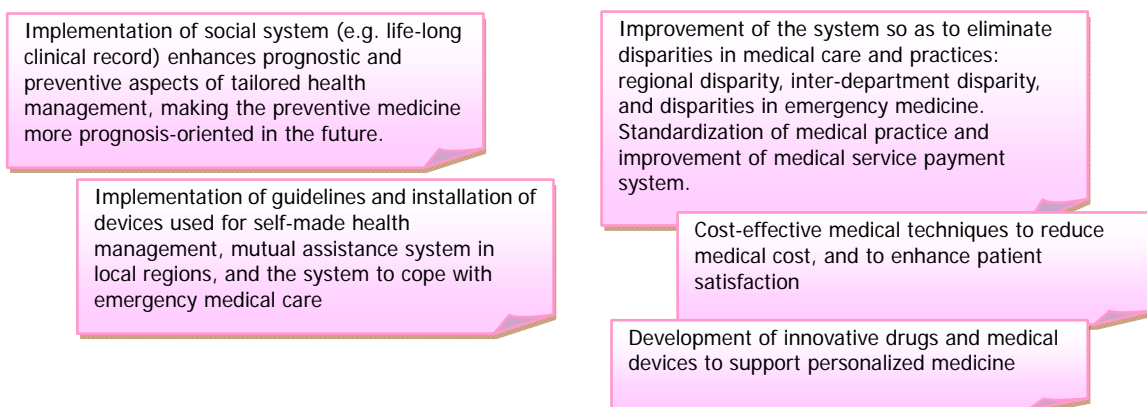 Implementation of social system (e.g. life-long
clinical record) enhances prognostic and
preventive aspects of tailored health
management, making the preventive medicine
more prognosis-oriented in the future.
Implementation of guidelines and installation of
devices used for self-made health
management, mutual assistance system in
local regions, and the system to cope with
emergency medical care
Improvement of the system so as to eliminate
disparities in medical care and practices:
regional disparity, inter-department disparity,
and disparities in emergency medicine.
Standardization of medical practice and
improvement of medical service payment
system.
Cost-effective medical techniques to reduce
medical cost, and to enhance patient
satisfaction
Development of innovative drugs and medical
devices to support personalized medicine